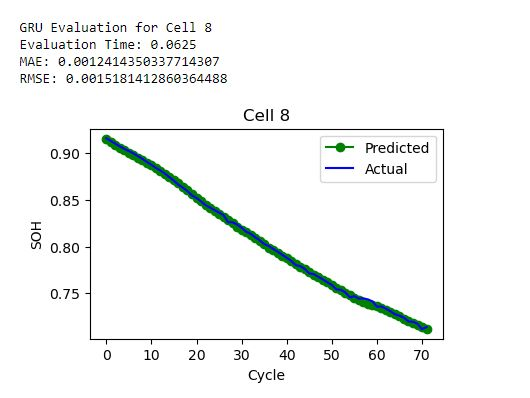 GRU Evaluation for Cell 8
Evaluation Time: 0.0625
MAE: 0.0012414350337714307
RMSE: 0.0015181412860364488
Cell 8
Predicted
Actual
0.90
0.85
0.80
0.75
SOH
0 10 20 30 40 50 60 70
Cycle